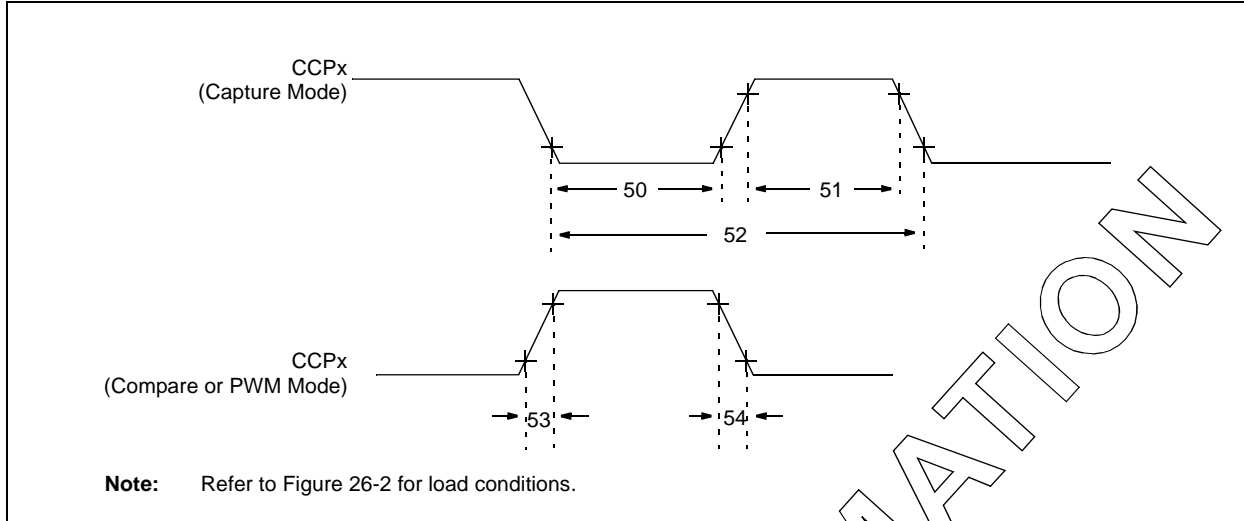 CCPx
(Capture Mode)
50
51
52
CCPx
(Compare or PWM Mode)
53
54
Note: Refer to Figure 26-2 for load conditions.
MATION